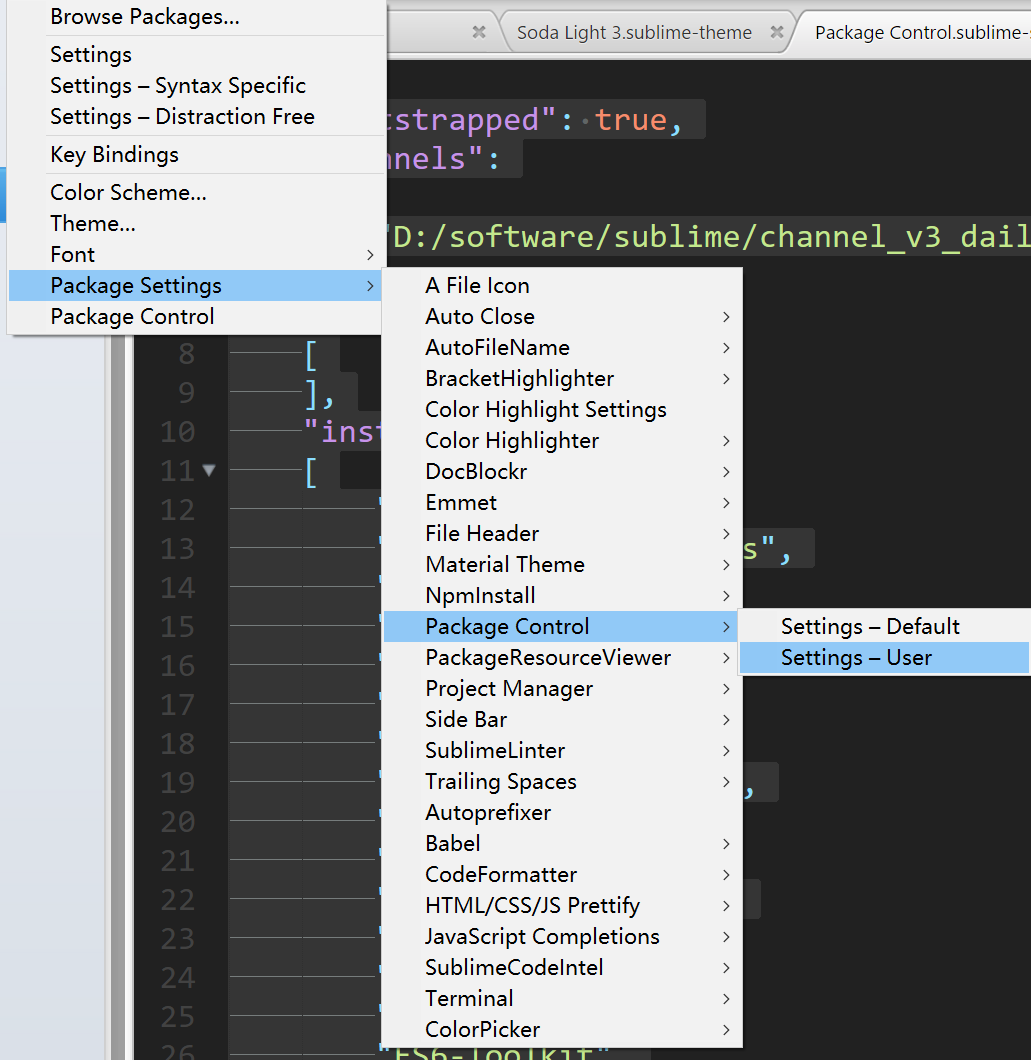 Browse Packages...
Settings
Settings – Syntax Specific
Settings – Distraction Free
Key Bindings
Color Scheme...
Theme...
Font
Package Settings
Package Control
Soda Light 3.sublime-theme
Package Control.sublime-
tstrapped": true,
nnels":
"D:/software/sublime/channel_v3_dail
8 [
9 ],
10 "inst
11 [
12 "
13 " s",
14 "
15 "
16 "
17 "
18 "
19 " ,
20 "
21 "
22 "
23 "
24 "
25 "
26 "ES6-Toolkit"
A File Icon
Auto Close
AutoFileName
BracketHighlighter
Color Highlight Settings
Color Highlighter
DocBlockr
Emmet
File Header
Material Theme
NpmInstall
Package Control
PackageResourceViewer
Project Manager
Side Bar
SublimeLinter
Trailing Spaces
Autoprefixer
Babel
CodeFormatter
HTML/CSS/JS Prettify
JavaScript Completions
SublimeCodeIntel
Terminal
ColorPicker
Settings – Default
Settings – User